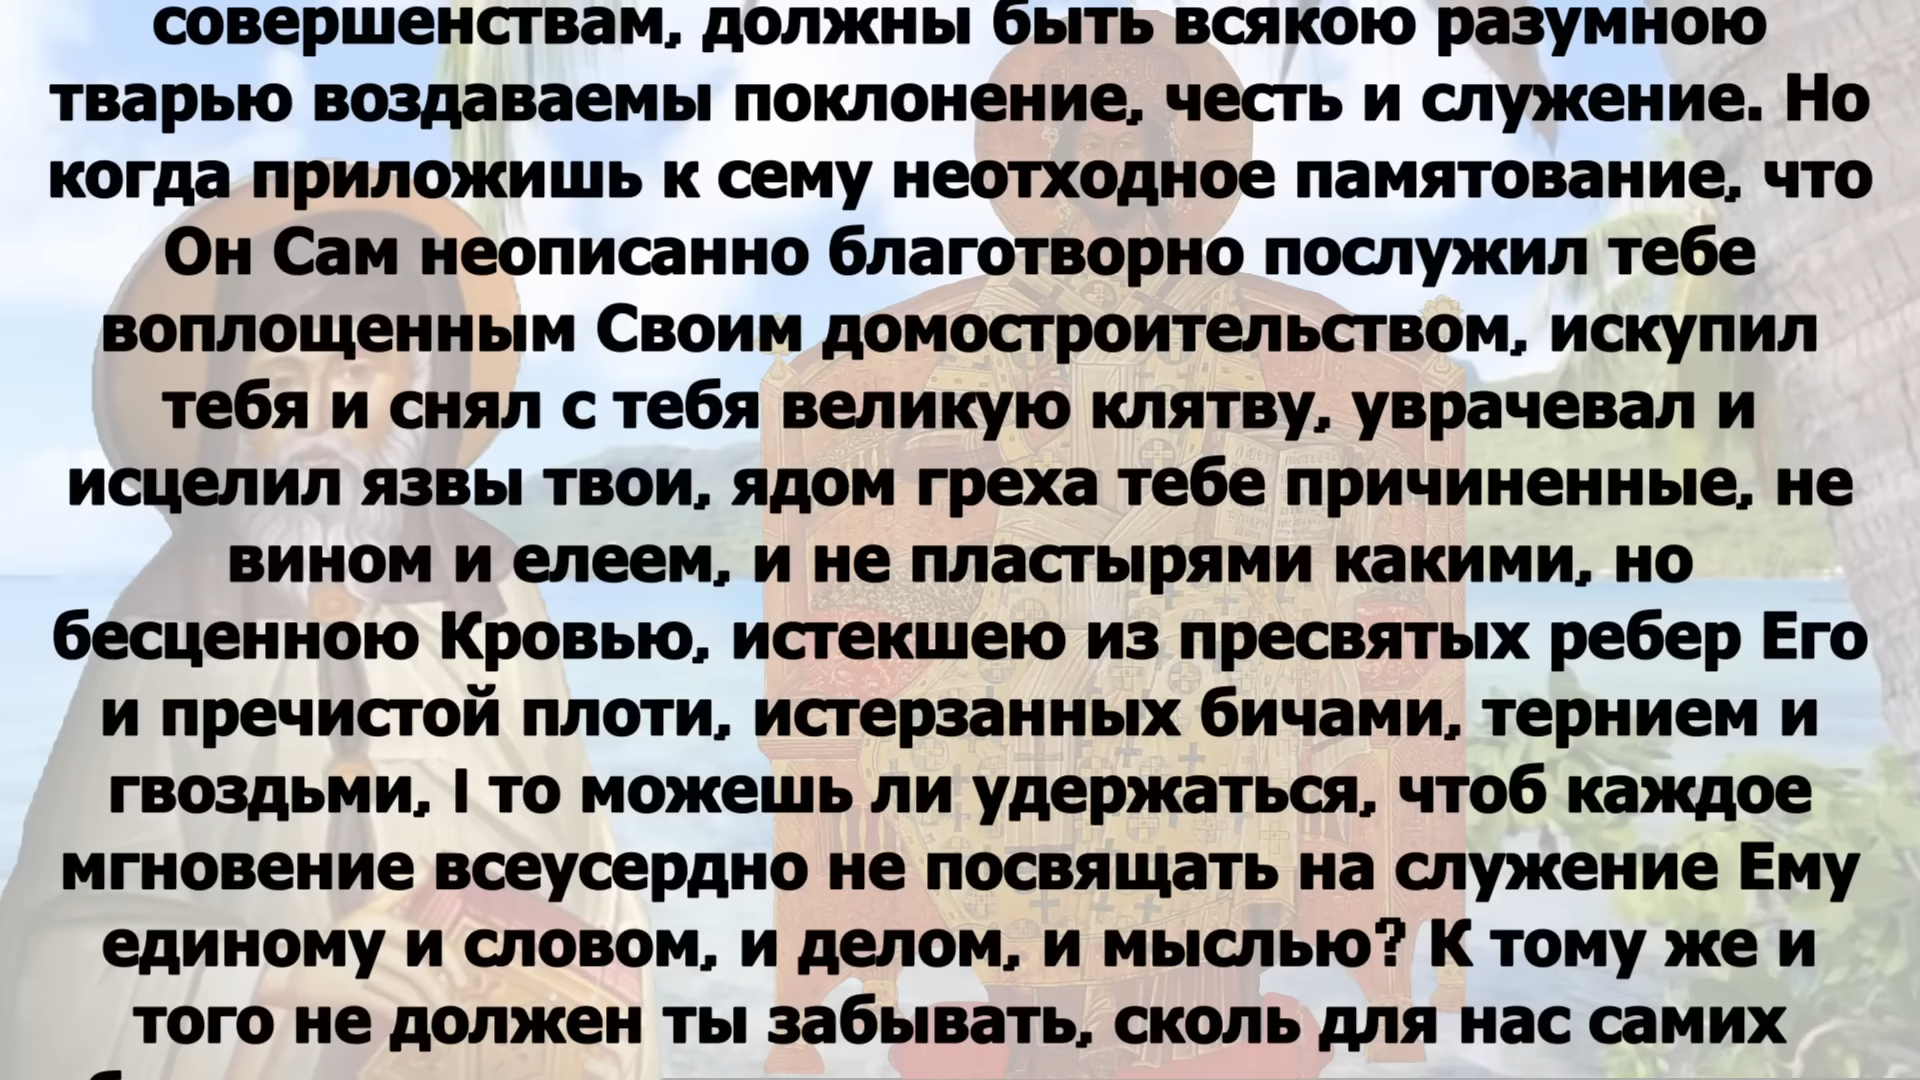 совершенствам, должны быть всякою разумною
тварью воздаваемы поклонение, честь и служение. Но
когда приложишь к сему неотходное памятование, что
Он Сам неописанно благотворно послужил тебе
воплощенным Своим домостроительством, искупил
тебя и снял с тебя великую клятву, уврачевал и
исцелил язвы твои, ядом греха тебе причиненные, не
вином и елеем, и не пластырями какими, но
бесценною Кровью, истекшею из пресвятых ребер Его
и пречистой плоти, истерзанных бичами, тернием и
гвоздьми, I то можешь ли удержаться, чтоб каждое
мгновение всеусердно не посвящать на служение Ему
единому и словом, и делом, и мыслью? К тому же и
того не должен ты забывать, сколь для нас самих